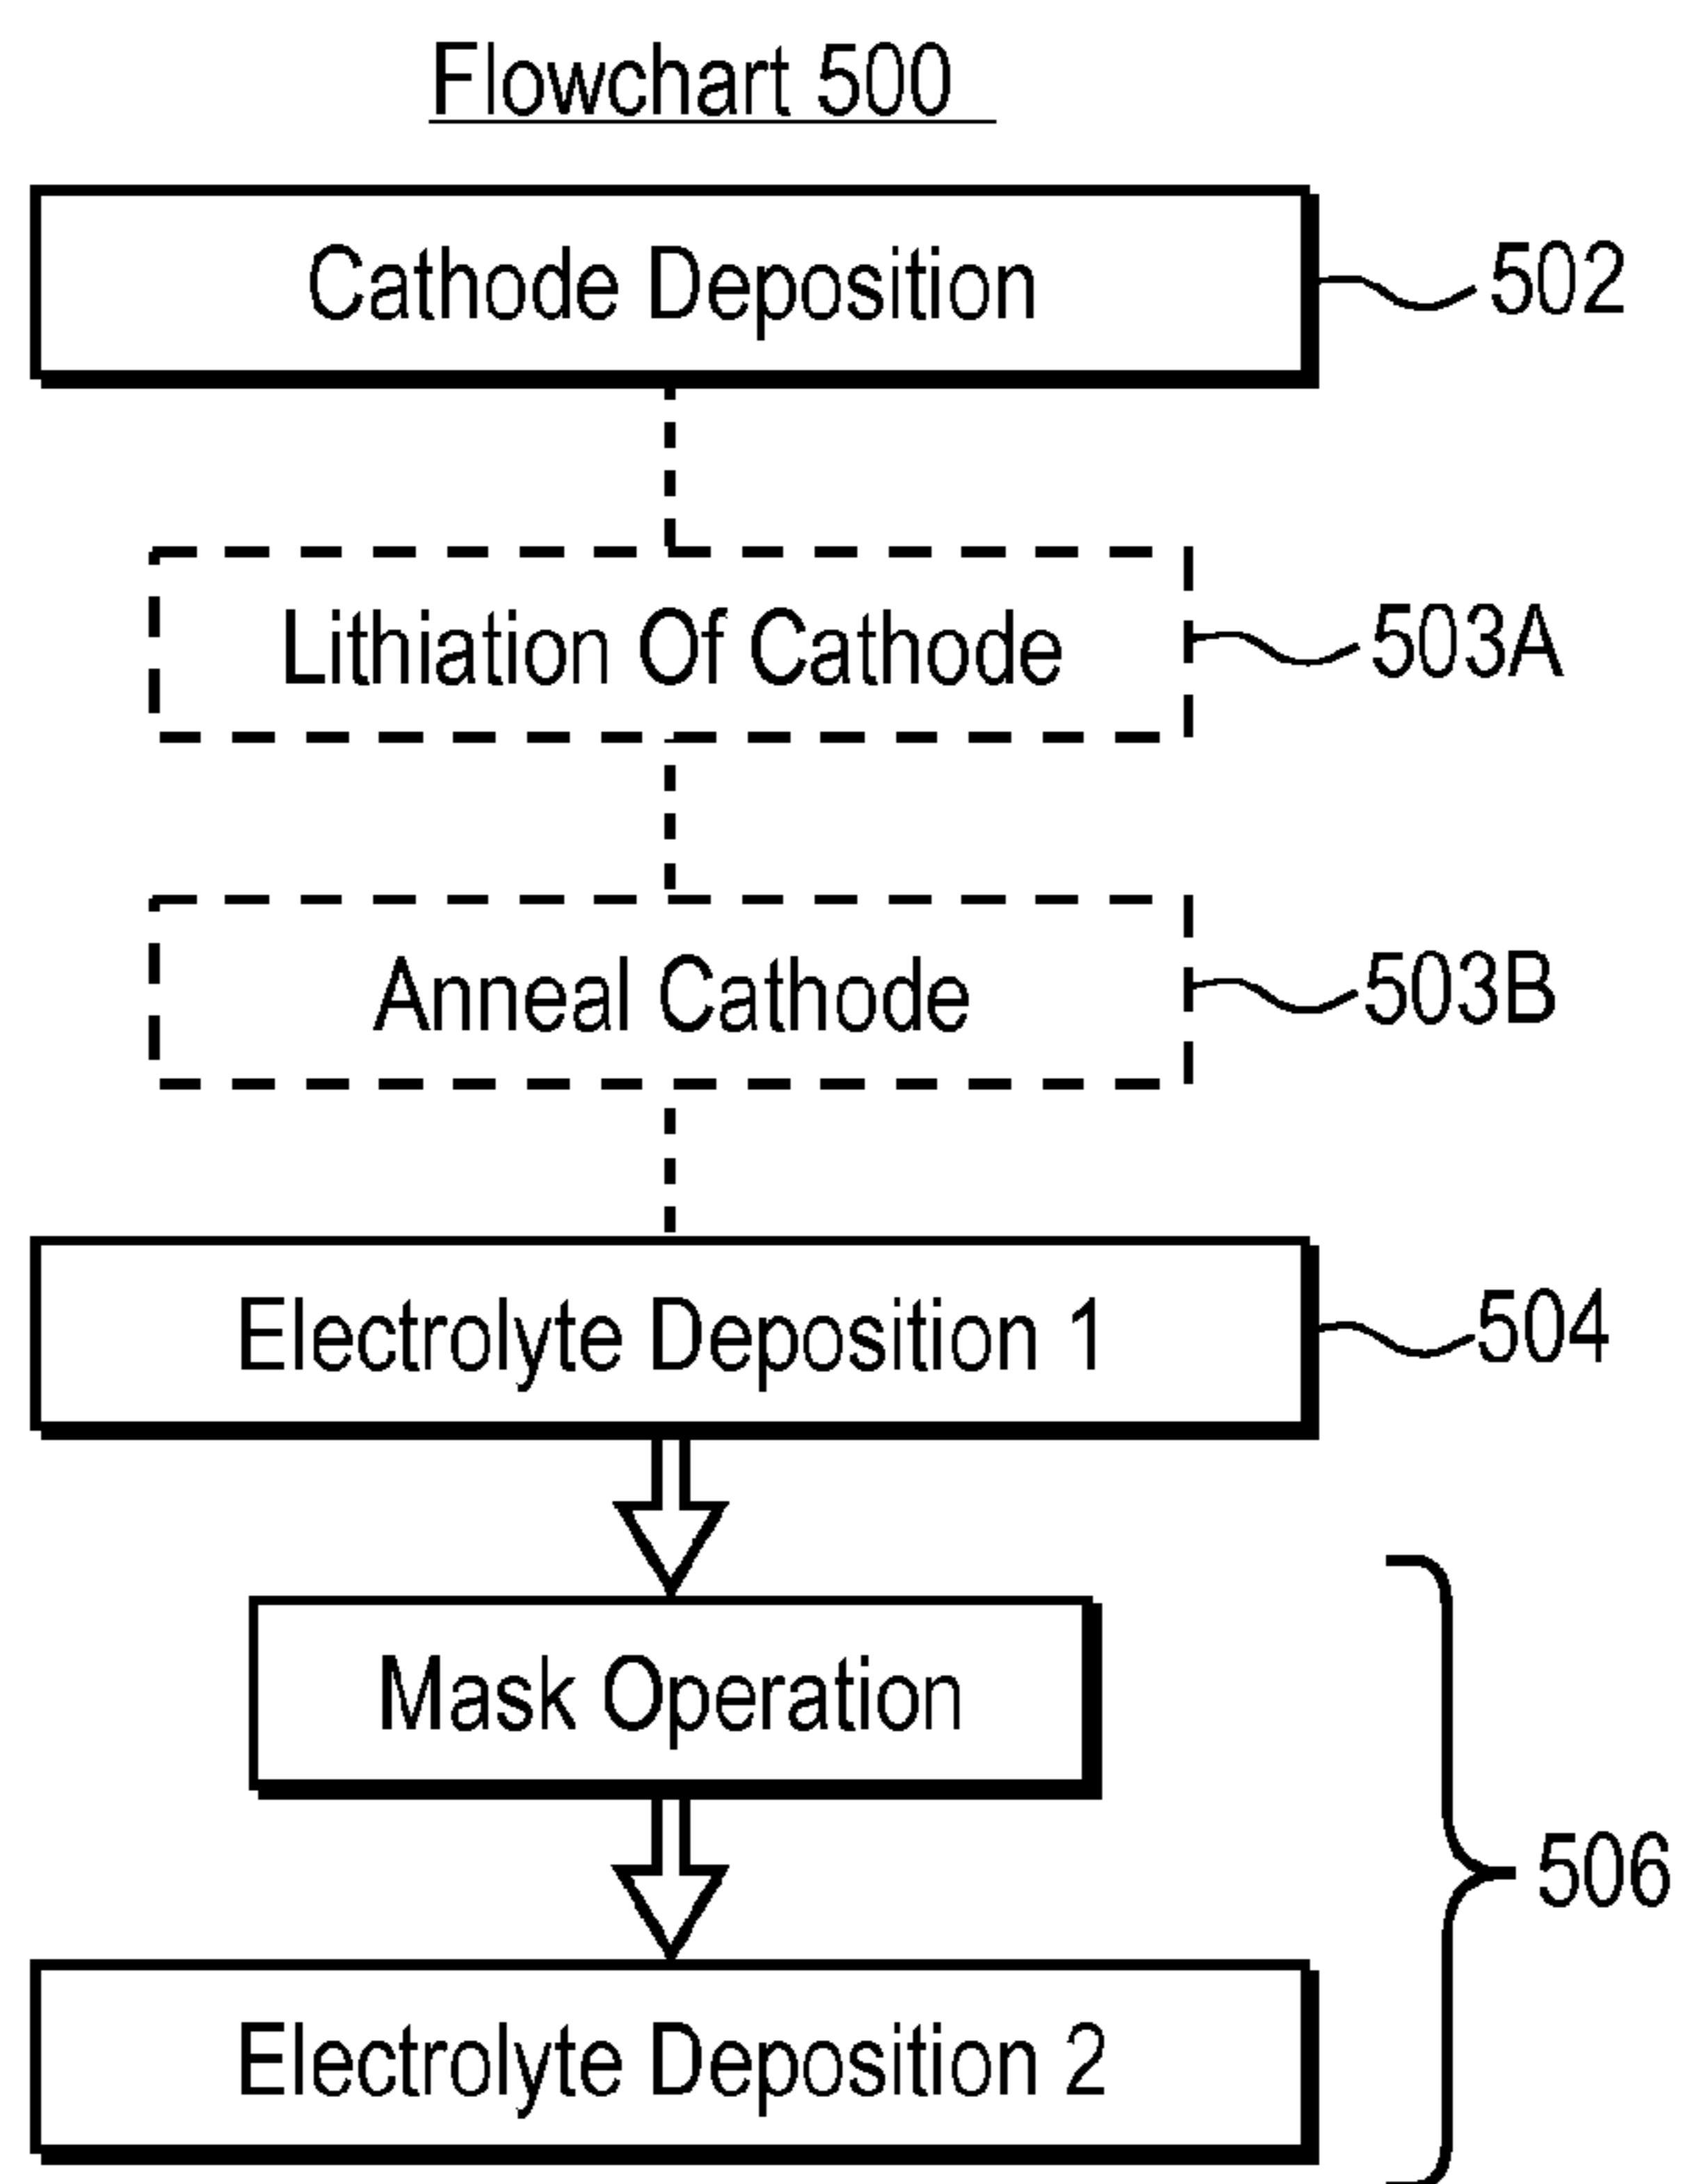 Flowchart 500
Cathode Deposition
502
Lithiation Of Cathode
503A
Anneal Cathode
503B
Electrolyte Deposition 1
504
Mask Operation
506
Electrolyte Deposition 2